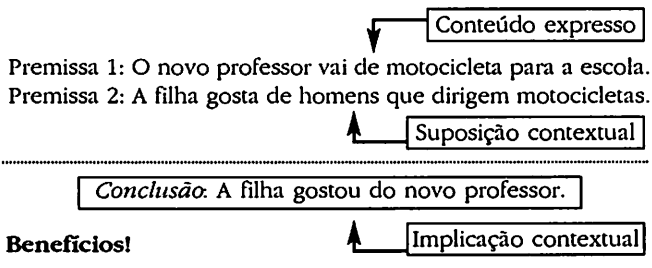 Conteúdo expresso
Premissa 1: O novo professor vai de motocicleta para a escola.
Premissa 2: A filha gosta de homens que dirigem motocicletas.
Suposição contextual
Conclusão: A filha gostou do novo professor.
Benefícios!
Implicação contextual